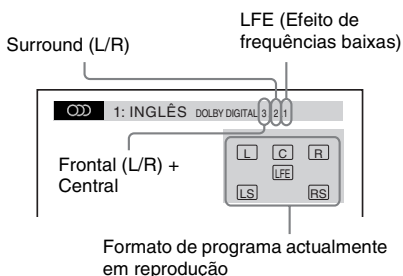 LFE (Efeito de
frequências baixas)
Surround (L/R)
1: INGLÊS DOLBY DIGITAL 3 2 1
Frontal (L/R) +
Central
L C R
LFE
LS RS
Formato de programa actualmente
em reprodução